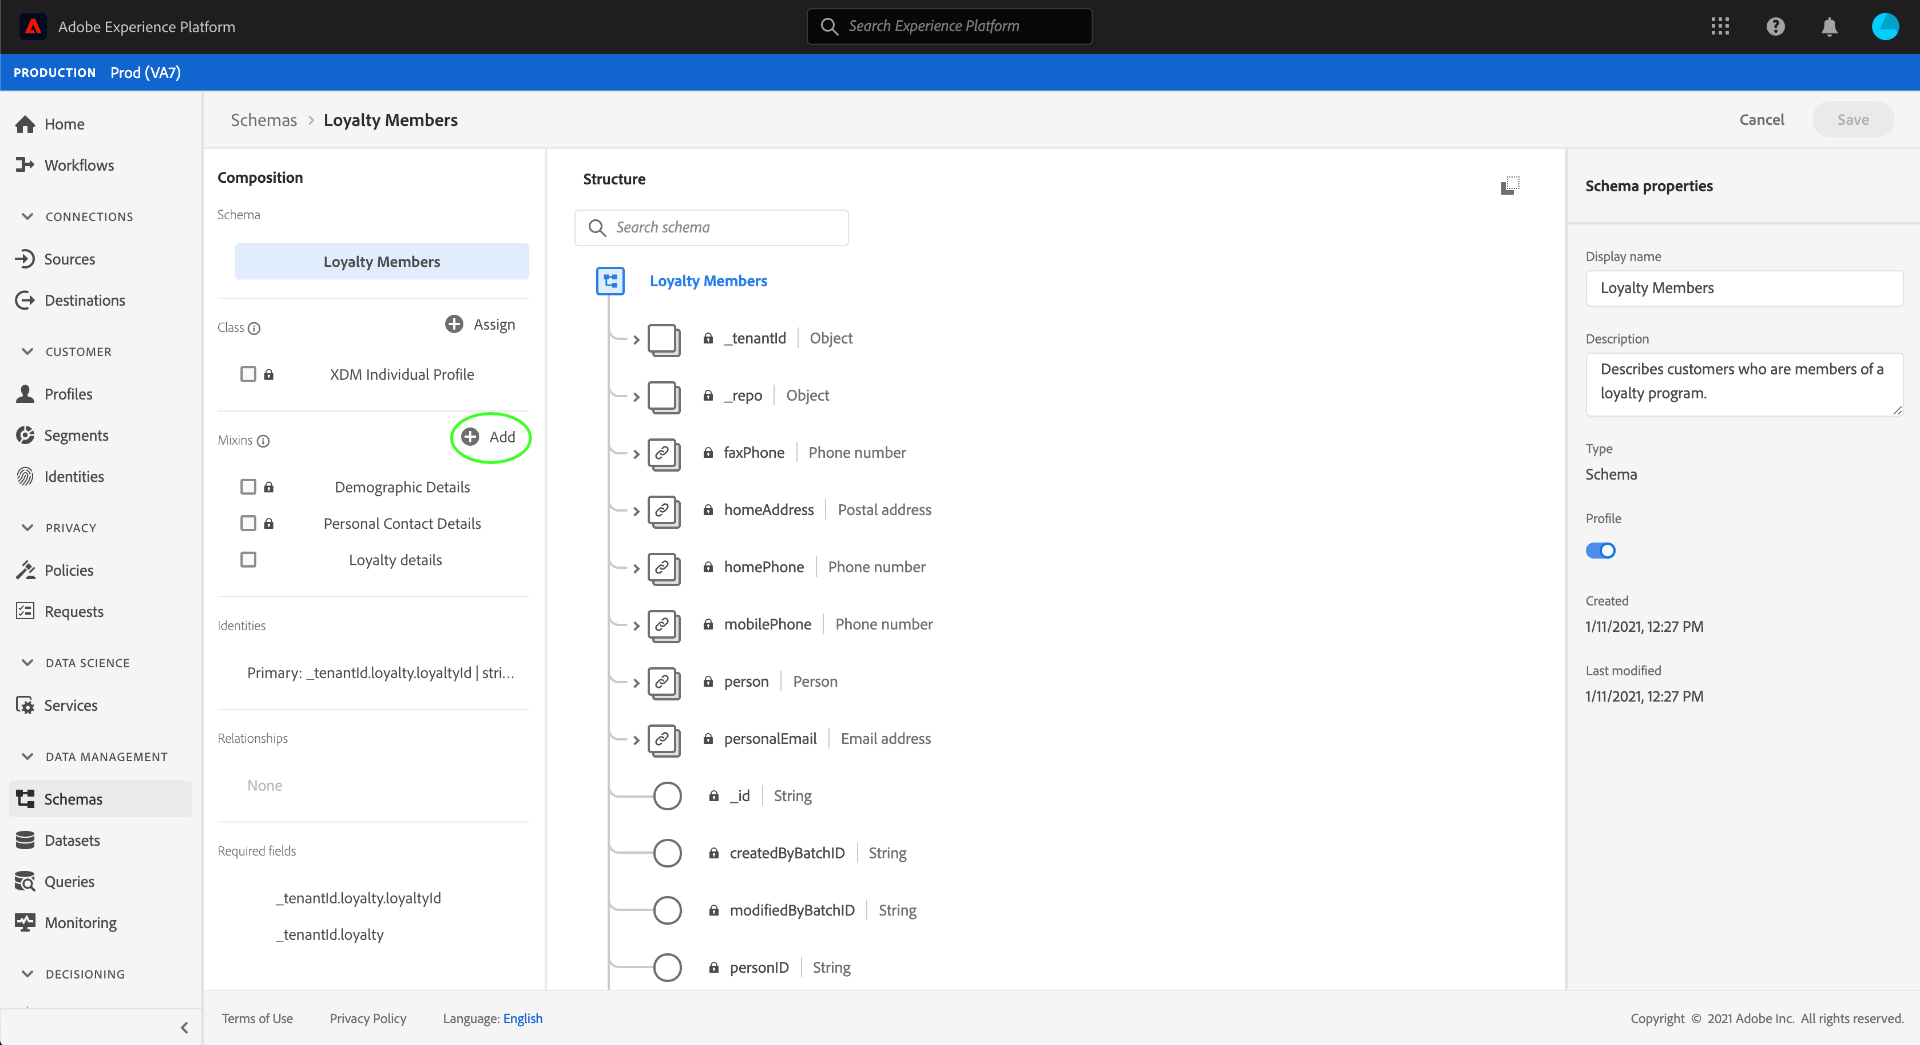 Adobe Experience Platform
Search Experience Platform
PRODUCTION Prod (VA7)
Home
Workflows
CONNECTIONS
Sources
Destinations
CUSTOMER
Profiles
Segments
Identities
PRIVACY
Policies
Requests
DATA SCIENCE
Services
DATA MANAGEMENT
Schemas
Datasets
Queries
Monitoring
DECISIONING
Schemas > Loyalty Members
Cancel
Save
Composition
Schema
Loyalty Members
Class
Assign
XDM Individual Profile
Mixins
Add
Demographic Details
Personal Contact Details
Loyalty details
Identities
Primary: _tenantId.loyalty.loyaltyId | stri...
Relationships
None
Required fields
_tenantId.loyalty.loyaltyId
_tenantId.loyalty
Structure
Search schema
Loyalty Members
_tenantId | Object
_repo | Object
faxPhone | Phone number
homeAddress | Postal address
homePhone | Phone number
mobilePhone | Phone number
person | Person
personalEmail | Email address
_id | String
createdByBatchID | String
modifiedByBatchID | String
personID | String
Schema properties
Display name
Loyalty Members
Description
Describes customers who are members of a
loyalty program.
Type
Schema
Profile
Created
1/11/2021, 12:27 PM
Last modified
1/11/2021, 12:27 PM
Terms of Use
Privacy Policy
Language: English
Copyright © 2021 Adobe Inc. All rights reserved.